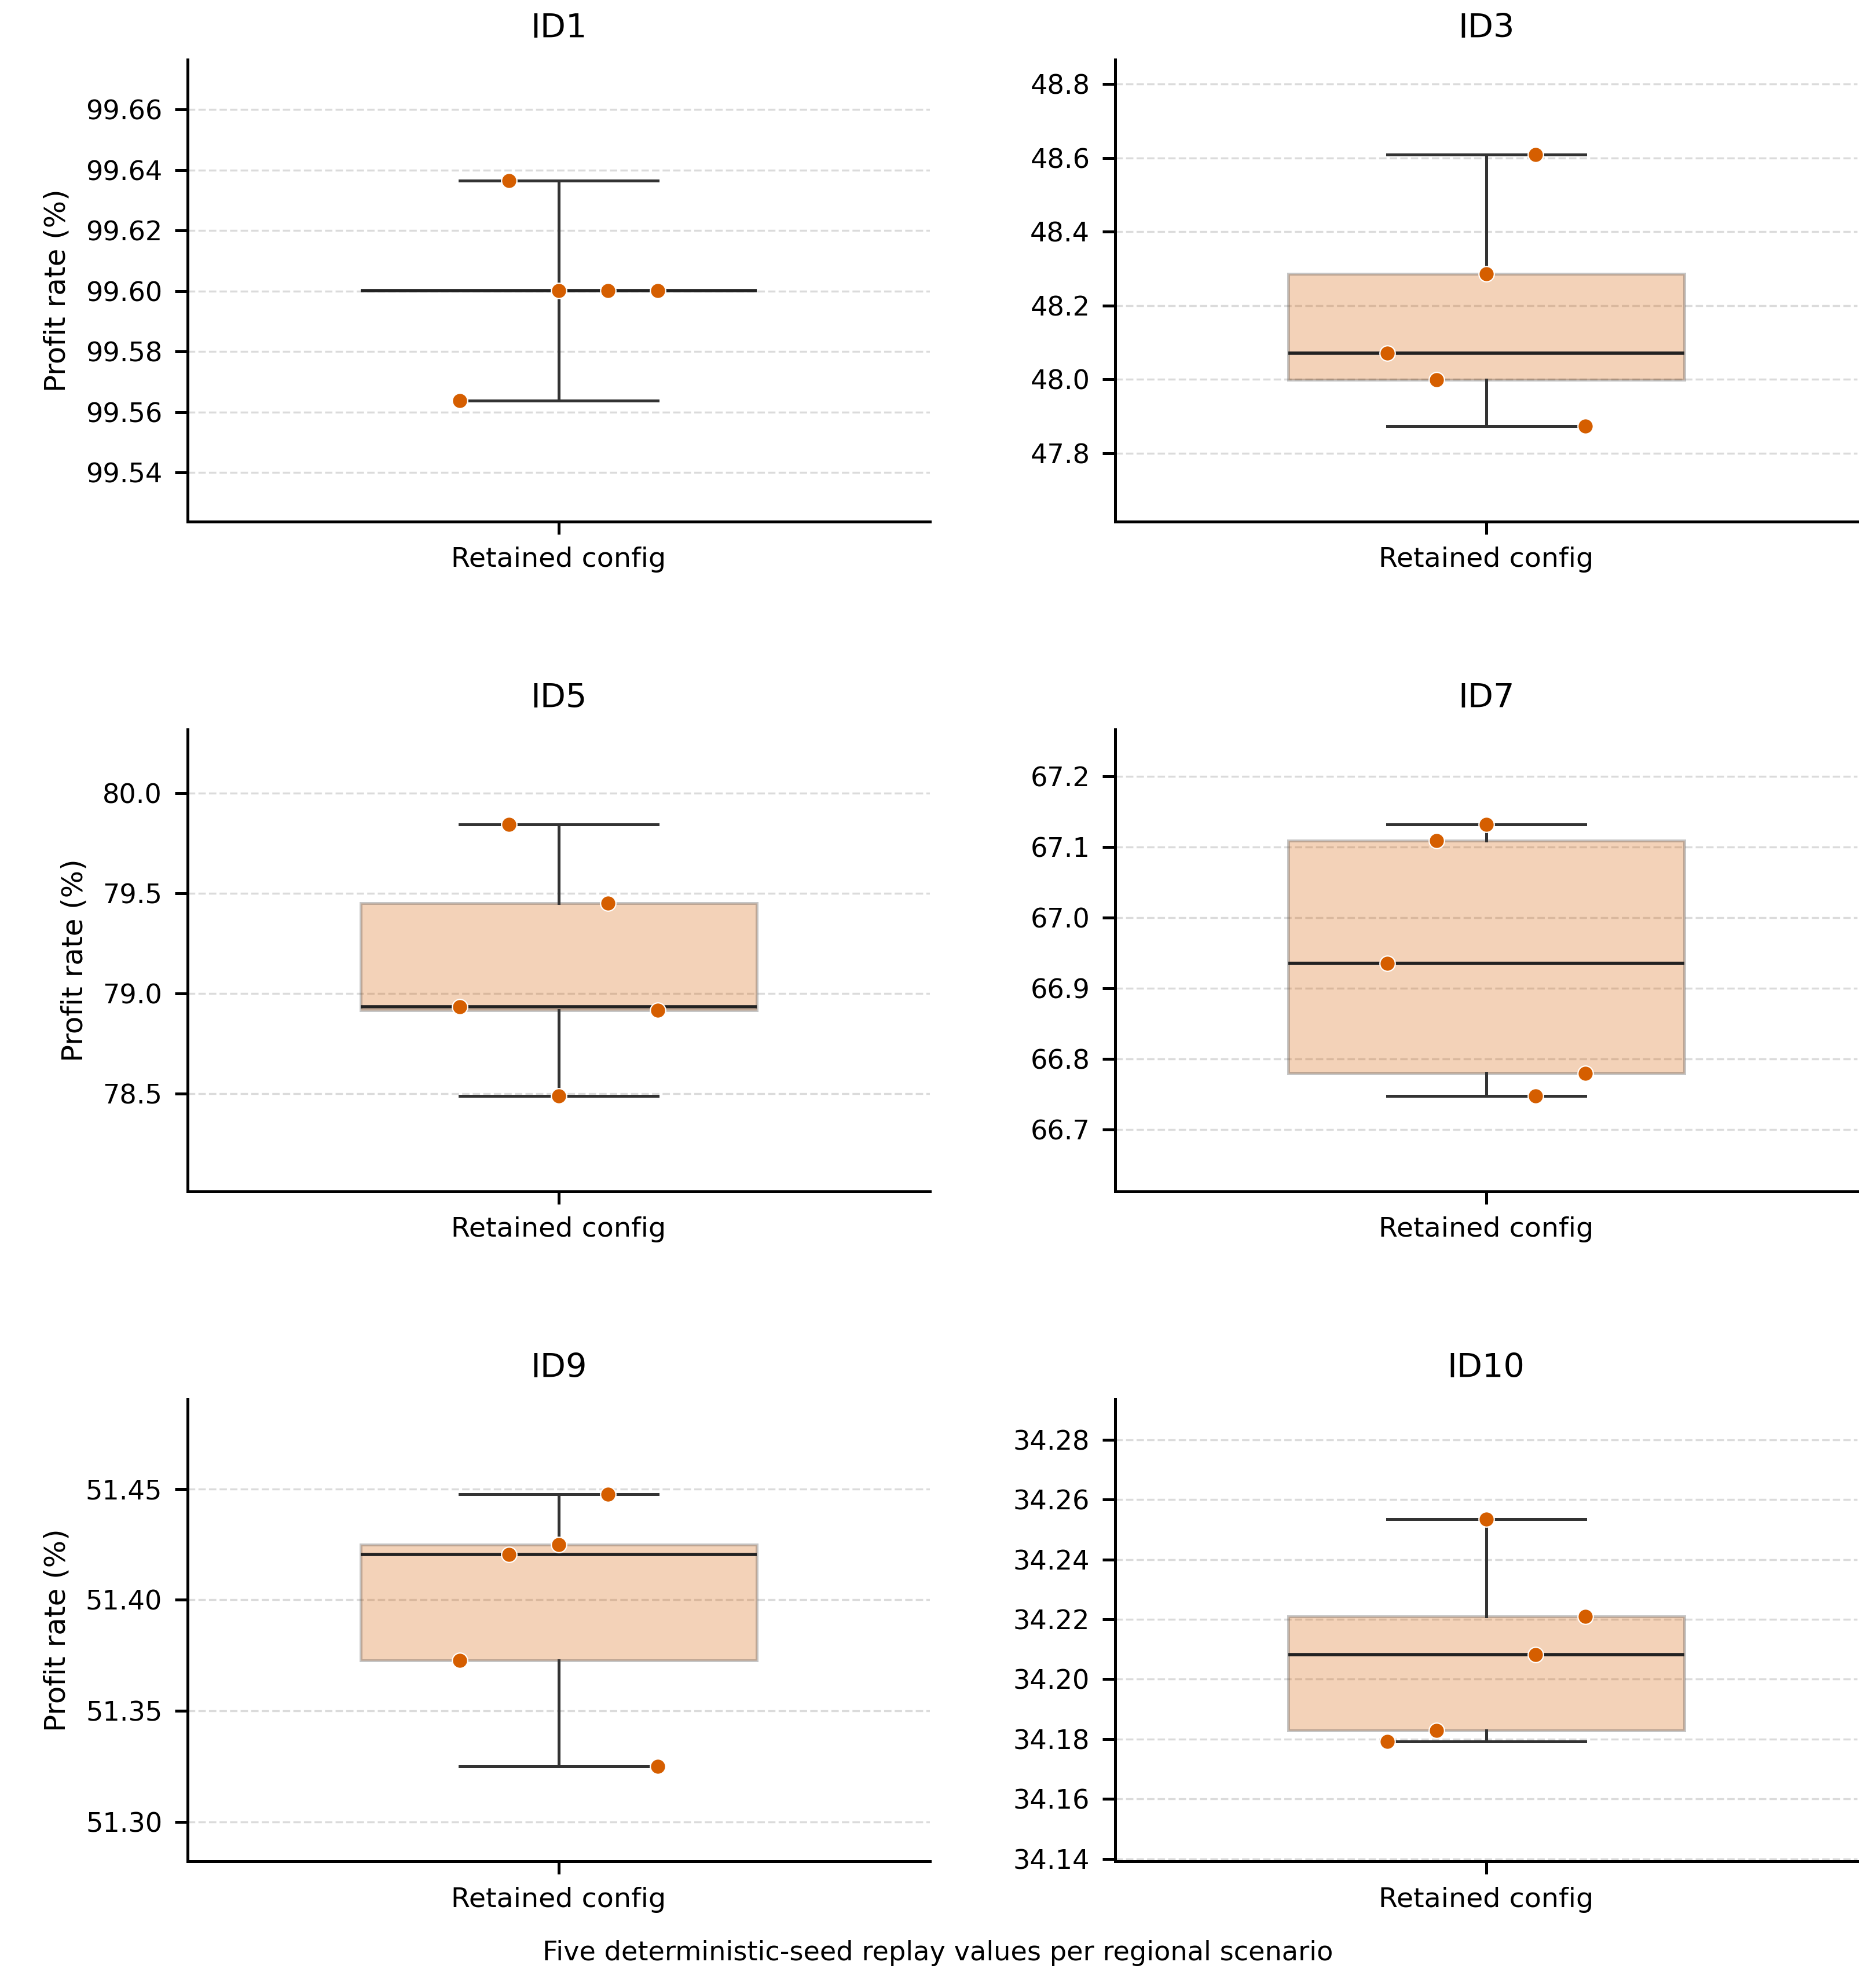 ID1
Profit rate (%)
99.66
99.64
99.62
99.60
99.58
99.56
99.54
Retained config
ID3
48.8
48.6
48.4
48.2
48.0
47.8
Retained config
ID5
Profit rate (%)
80.0
79.5
79.0
78.5
Retained config
ID7
67.2
67.1
67.0
66.9
66.8
66.7
Retained config
ID9
Profit rate (%)
51.45
51.40
51.35
51.30
Retained config
ID10
34.28
34.26
34.24
34.22
34.20
34.18
34.16
34.14
Retained config
Five deterministic-seed replay values per regional scenario